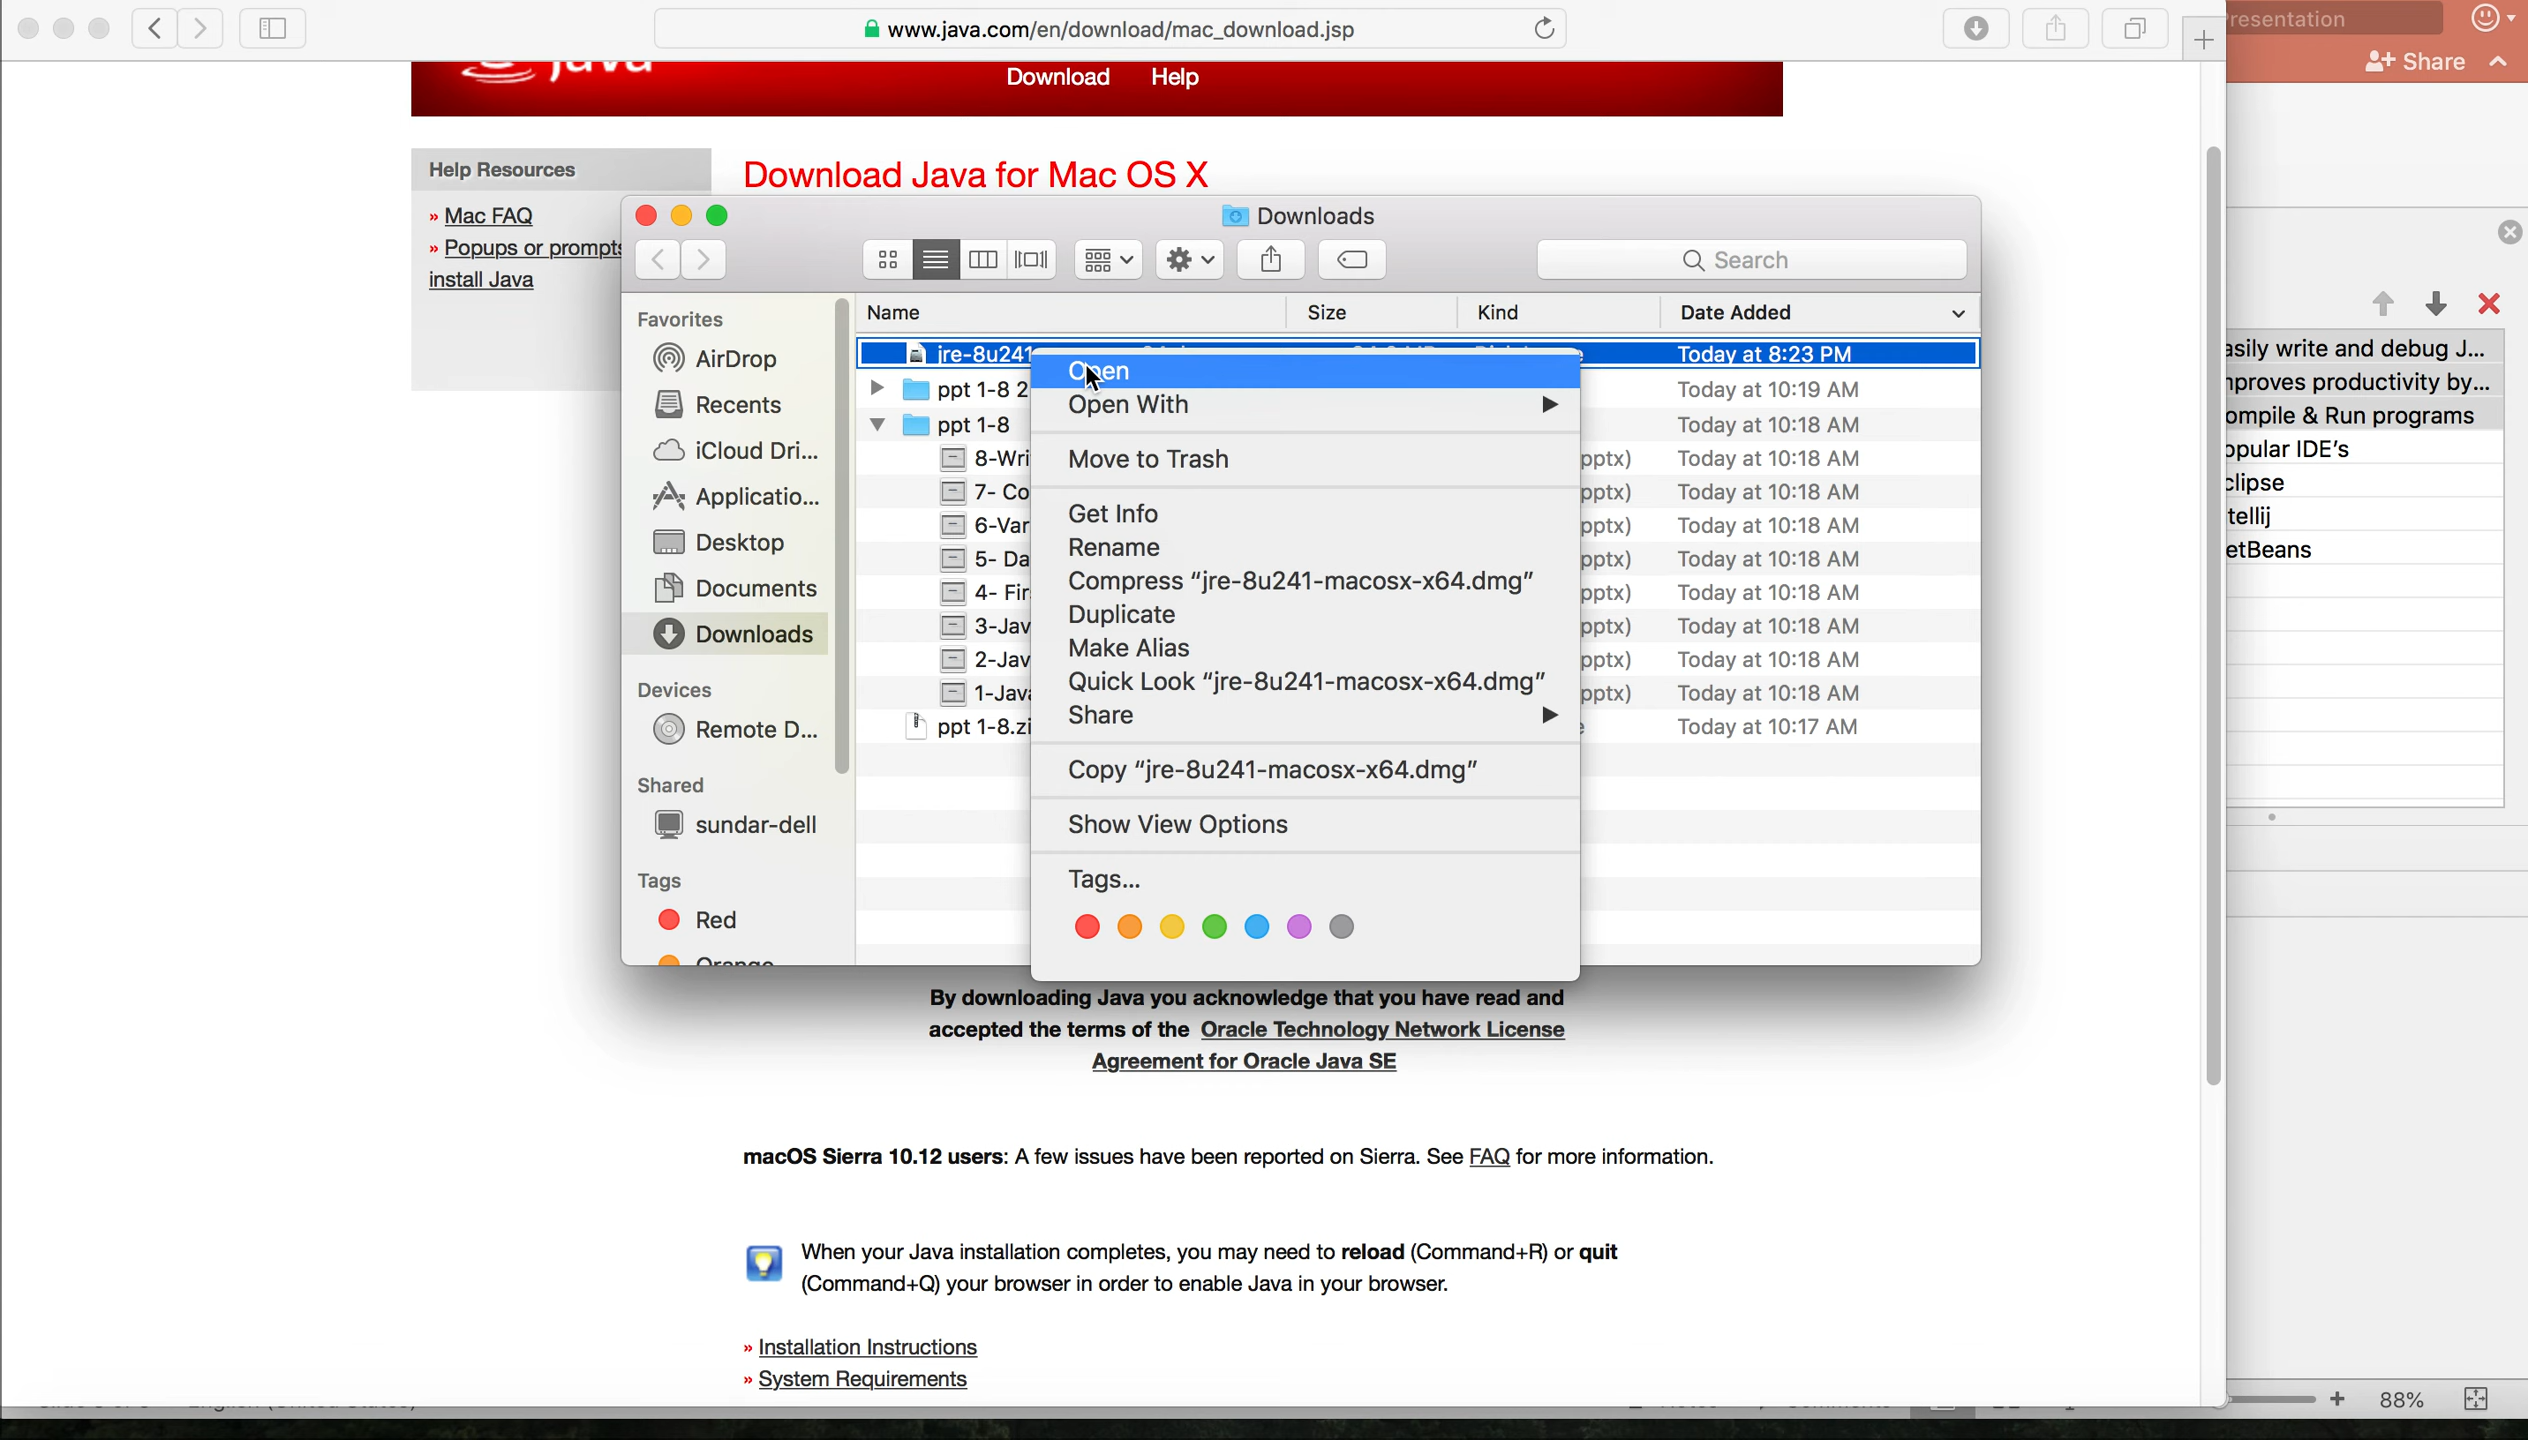 www.java.com/en/download/mac_download.jsp
Presentation
Share
Download Help
Help Resources
Download Java for Mac OS X
» Mac FAQ
» Popups or prompts
install Java
Downloads
Search
Favorites
AirDrop
Recents
iCloud Dri...
Applicatio...
Desktop
Documents
Downloads
Devices
Remote D...
Shared
sundar-dell
Tags
Red
Orange
Name Size Kind Date Added
jre-8u241 Today at 8:23 PM
ppt 1-8 2 Today at 10:19 AM
ppt 1-8 Today at 10:18 AM
8-Wri pptx) Today at 10:18 AM
7- Co pptx) Today at 10:18 AM
6-Var pptx) Today at 10:18 AM
5- Da pptx) Today at 10:18 AM
4- Fir pptx) Today at 10:18 AM
3-Jav pptx) Today at 10:18 AM
2-Jav pptx) Today at 10:18 AM
1-Java pptx) Today at 10:18 AM
ppt 1-8.zi Today at 10:17 AM
Open
Open With
Move to Trash
Get Info
Rename
Compress “jre-8u241-macosx-x64.dmg”
Duplicate
Make Alias
Quick Look “jre-8u241-macosx-x64.dmg”
Share
Copy “jre-8u241-macosx-x64.dmg”
Show View Options
Tags...
asily write and debug J...
nproves productivity by...
ompile & Run programs
opular IDE's
clipse
tellij
etBeans
By downloading Java you acknowledge that you have read and
accepted the terms of the Oracle Technology Network License
Agreement for Oracle Java SE
macOS Sierra 10.12 users: A few issues have been reported on Sierra. See FAQ for more information.
When your Java installation completes, you may need to reload (Command+R) or quit
(Command+Q) your browser in order to enable Java in your browser.
» Installation Instructions
» System Requirements
88%